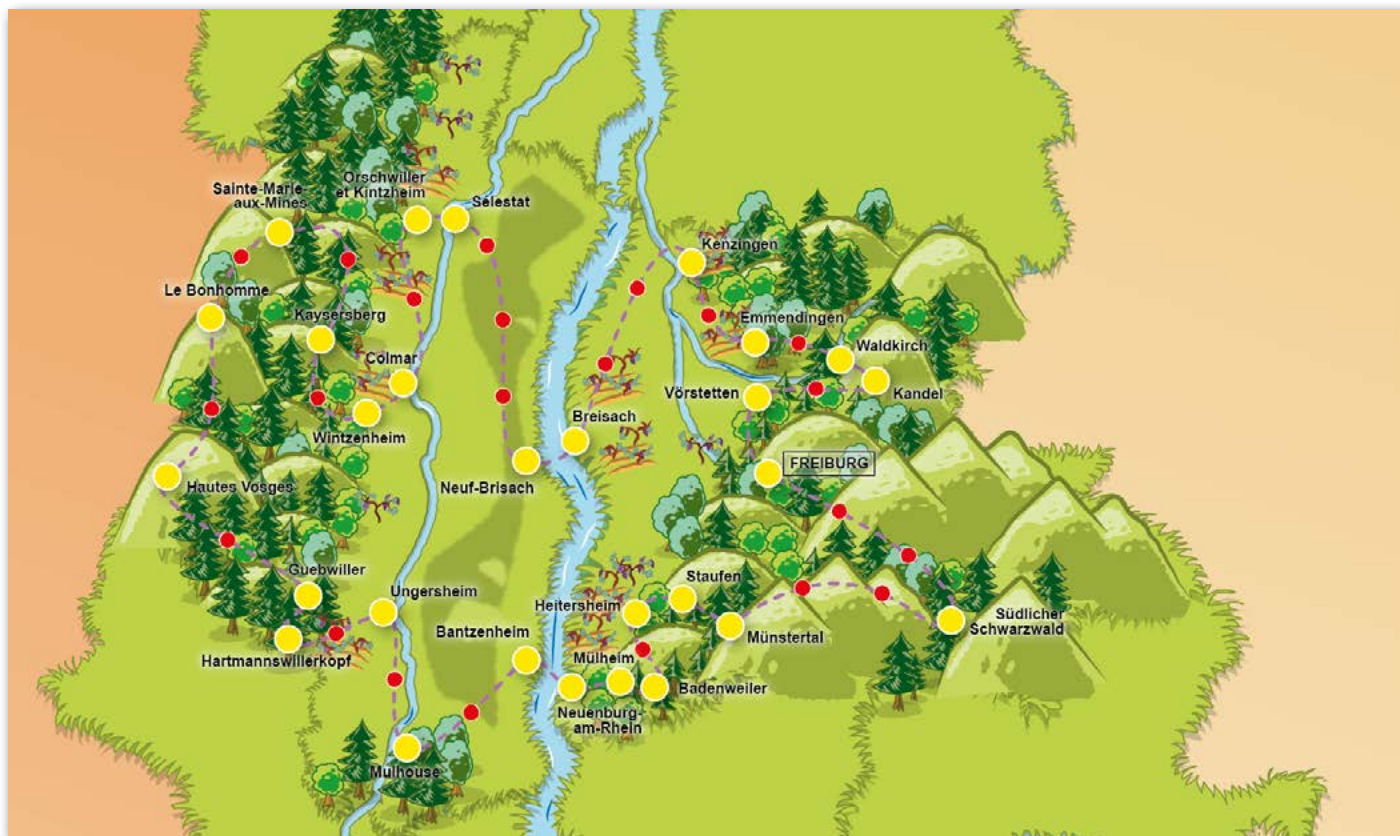 Orschwiller
et Kintzheim
Sainte-Marie-
aux-Mines
Sélestat
Kenzingen
Le Bonhomme
Kaysersberg
Emmendingen
Waldkirch
Colmar
Vörstetten
Kandel
Breisach
Wintzenheim
FREIBURG
Hautes Vosges
Neuf-Brisach
Guebwiller
Staufen
Ungersheim
Heitersheim
Südlicher
Schwarzwald
Bantzenheim
Münstertal
Hartmannswillerkopf
Mülheim
Badenweiler
Neuenburg-
am-Rhein
Mulhouse